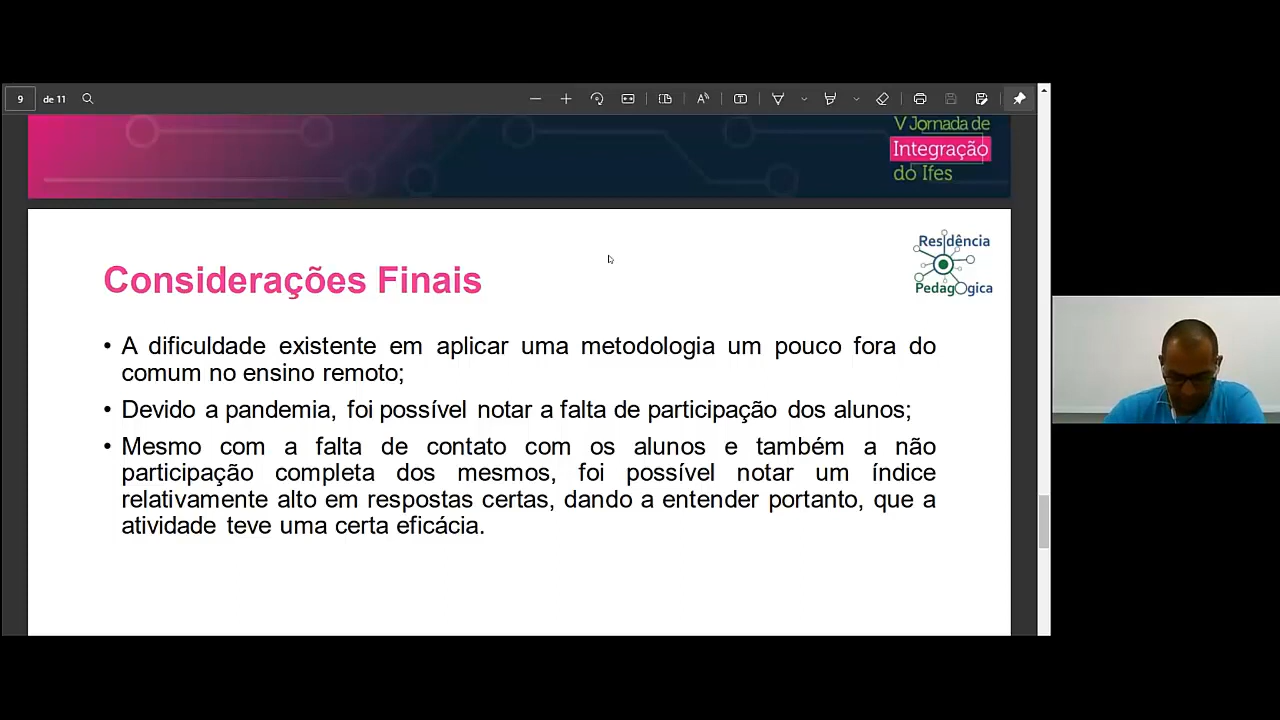 9 de 11
V Jornada de
Integração
do Ifes
Residência
Pedagógica
Considerações Finais
• A dificuldade existente em aplicar uma metodologia um pouco fora do
comum no ensino remoto;
• Devido a pandemia, foi possível notar a falta de participação dos alunos;
• Mesmo com a falta de contato com os alunos e também a não
participação completa dos mesmos, foi possível notar um índice
relativamente alto em respostas certas, dando a entender portanto, que a
atividade teve uma certa eficácia.